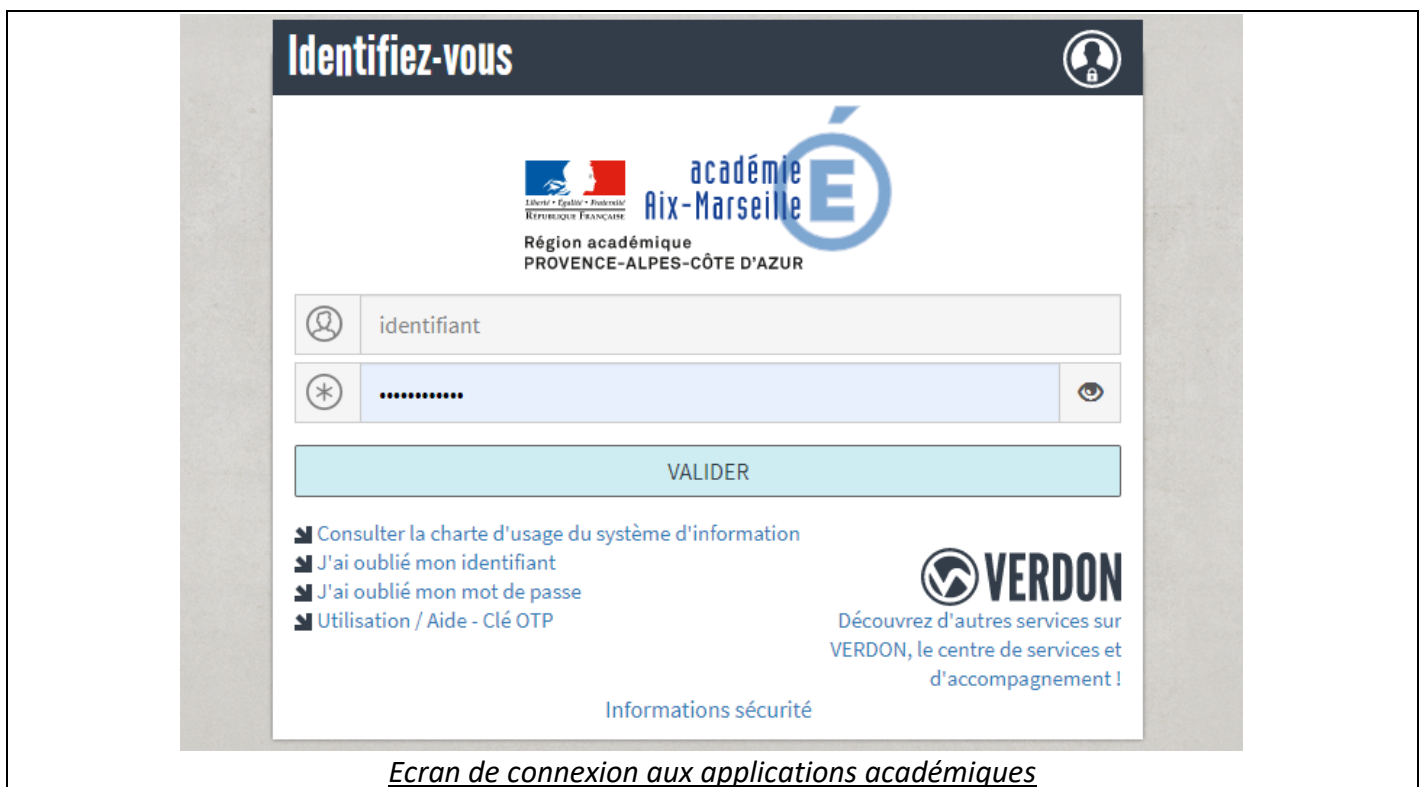 Identifiez-vous
académie
Aix-Marseille
É
Liberté • Égalité • Fraternité
RÉPUBLIQUE FRANÇAISE
Région académique
PROVENCE-ALPES-CÔTE D'AZUR
identifiant
••••••••••••
VALIDER
Consulter la charte d'usage du système d'information
J'ai oublié mon identifiant
J'ai oublié mon mot de passe
Utilisation / Aide - Clé OTP
VERDON
Découvrez d'autres services sur
VERDON, le centre de services et
d'accompagnement !
Informations sécurité
Ecran de connexion aux applications académiques